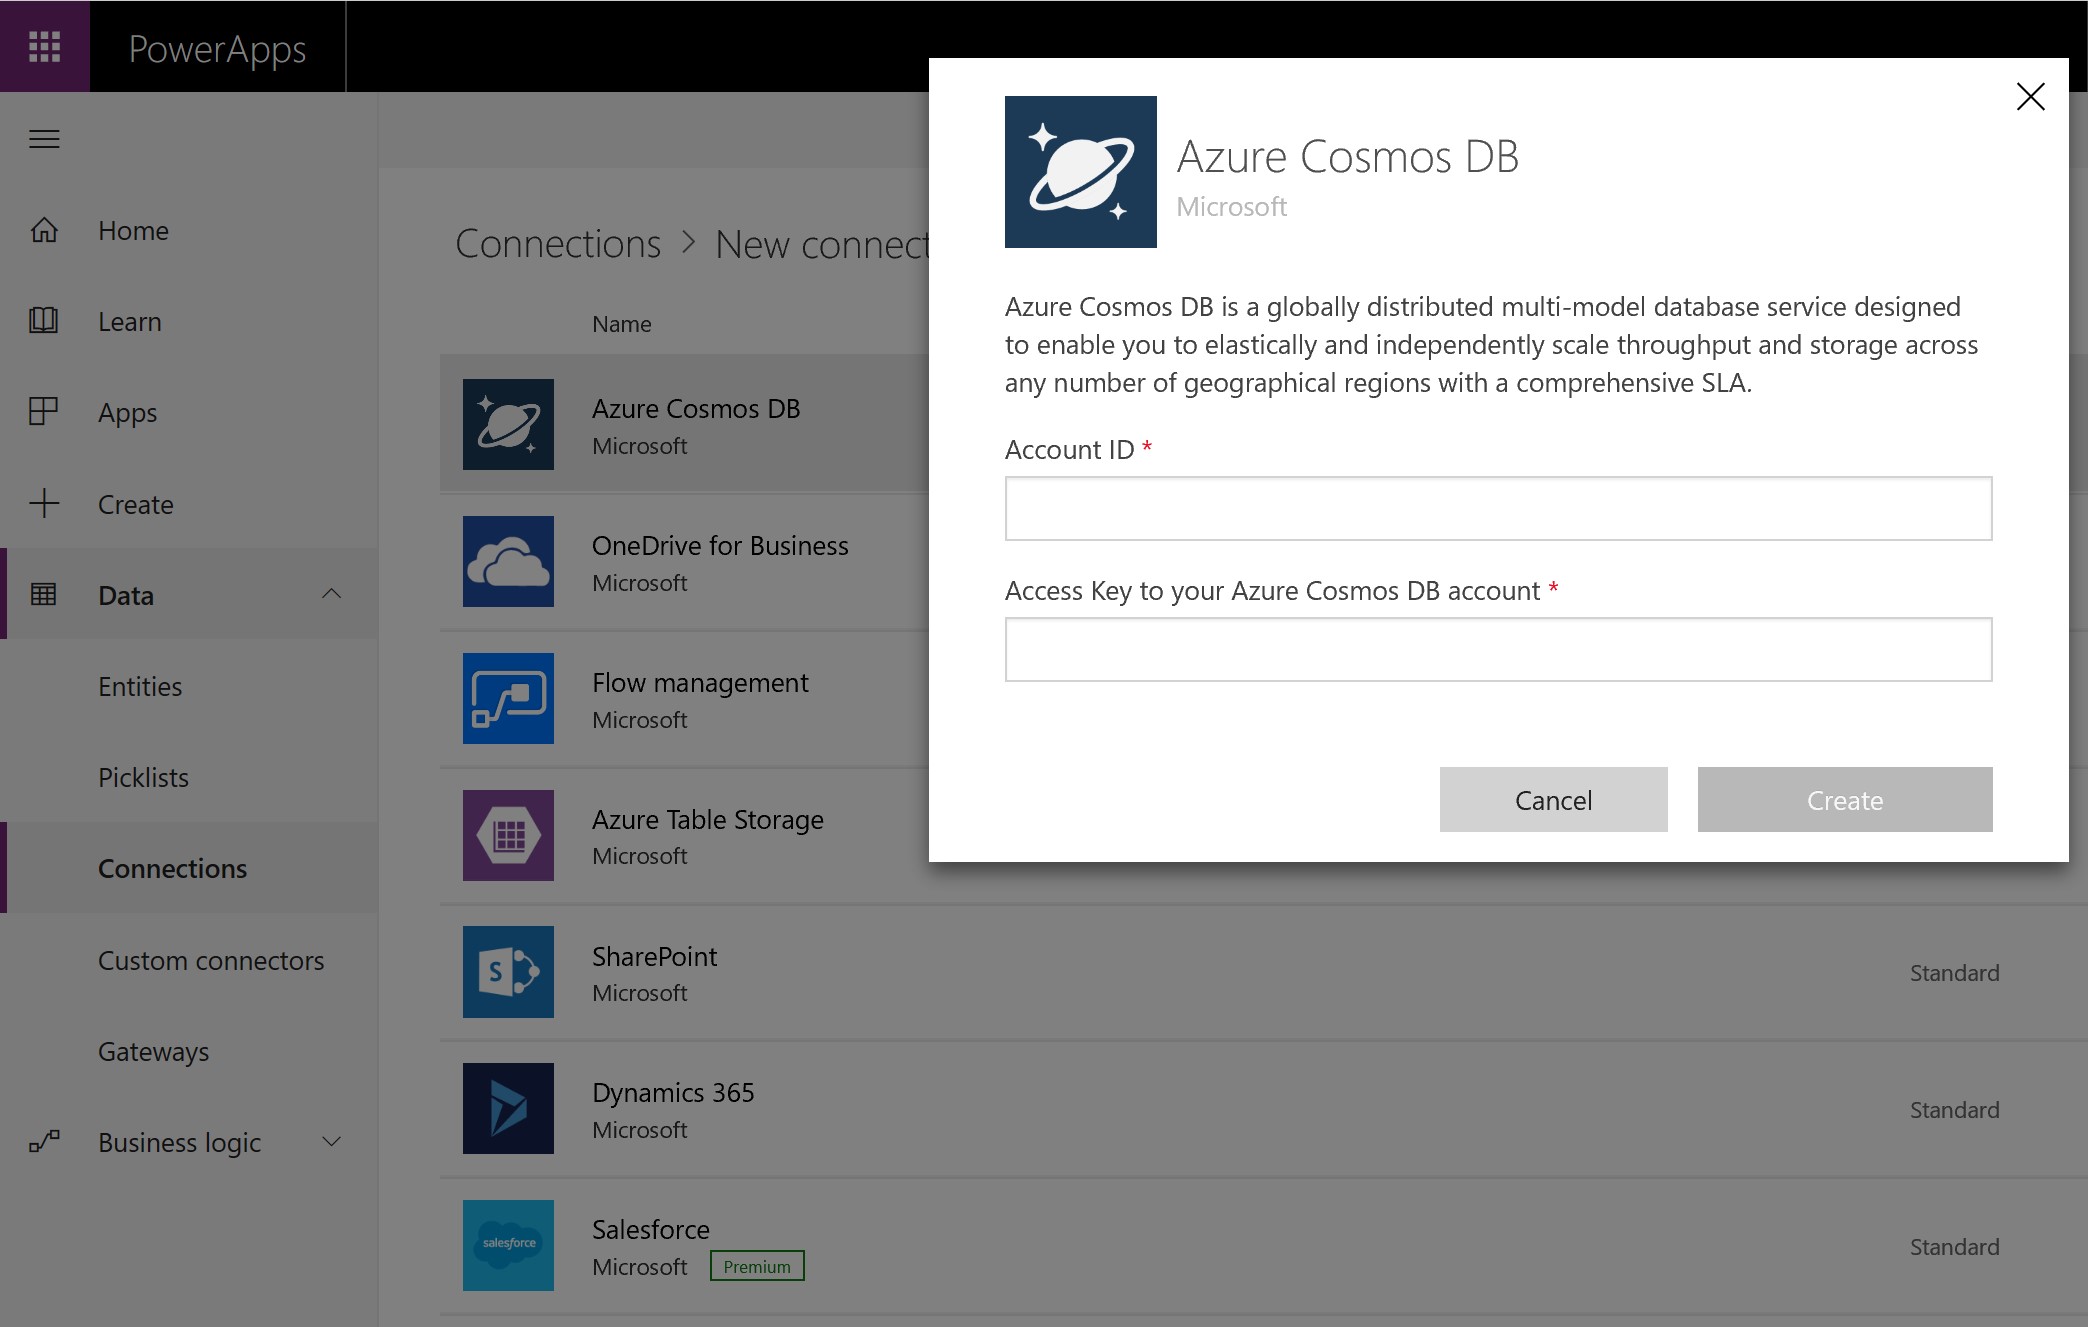 PowerApps
Home
Learn
Apps
Create
Data
Entities
Picklists
Connections
Custom connectors
Gateways
Business logic
Connections > New connect
Name
Azure Cosmos DB
Microsoft
OneDrive for Business
Microsoft
Flow management
Microsoft
Azure Table Storage
Microsoft
S
SharePoint
Microsoft
Standard
Dynamics 365
Microsoft
Standard
salesforce
Salesforce
Microsoft Premium
Standard
Azure Cosmos DB
Microsoft
Azure Cosmos DB is a globally distributed multi-model database service designed
to enable you to elastically and independently scale throughput and storage across
any number of geographical regions with a comprehensive SLA.
Account ID *
Access Key to your Azure Cosmos DB account *
Cancel
Create